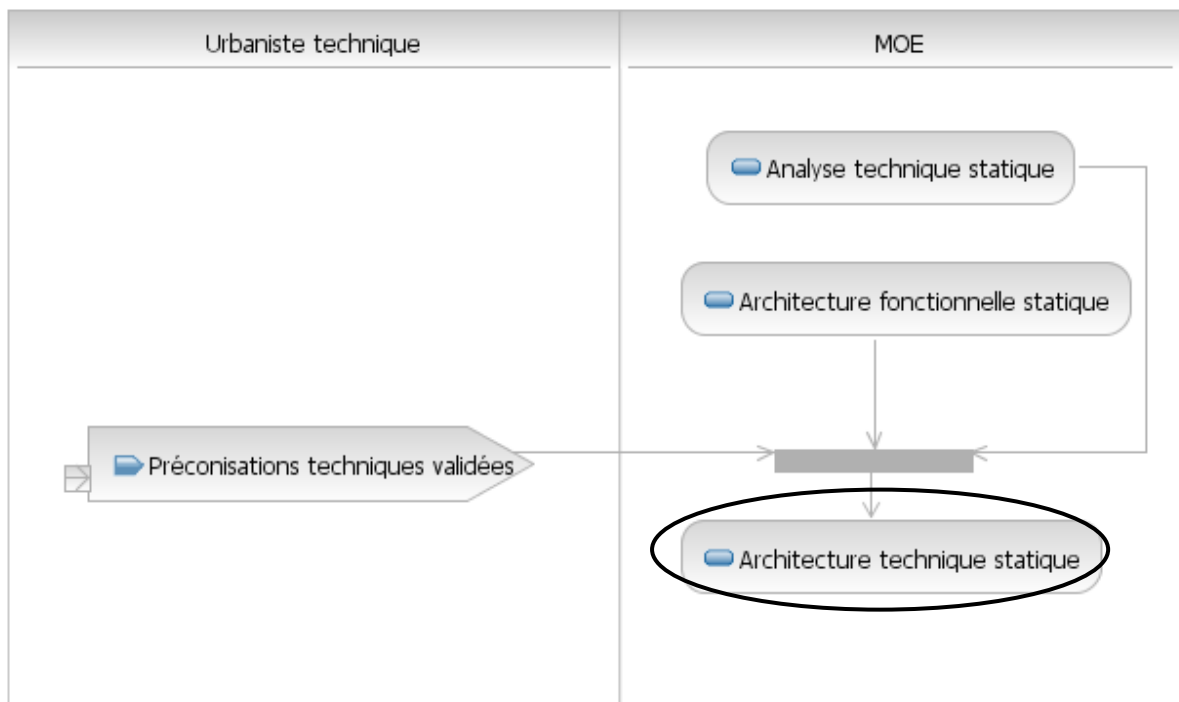 Urbaniste technique
MOE
Analyse technique statique
Architecture fonctionnelle statique
Préconisations techniques validées
Architecture technique statique